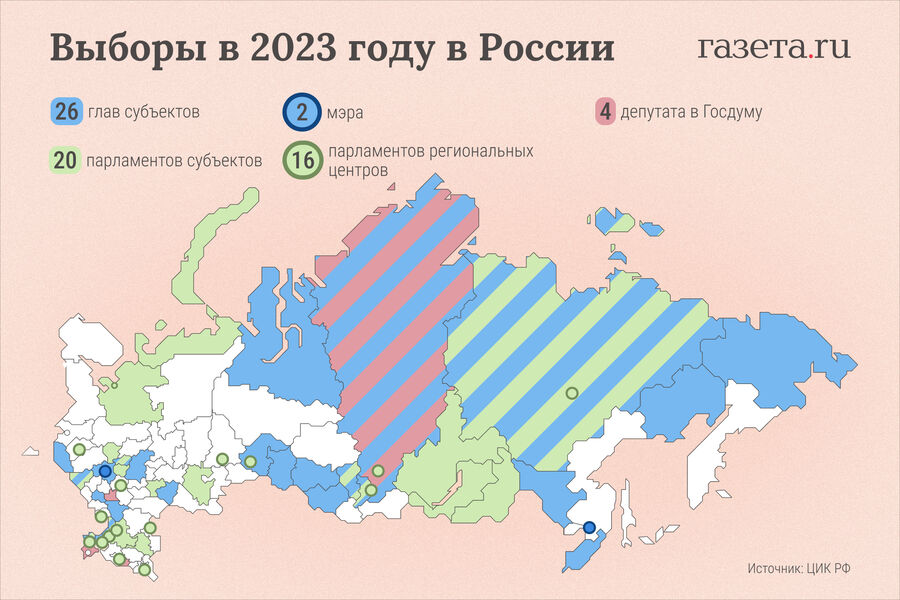 Выборы в 2023 году в России
газета.ru
26 глав субъектов
2 мэра
4 депутата в Госдуму
20 парламентов субъектов
16 парламентов региональных
центров
Источник: ЦИК РФ